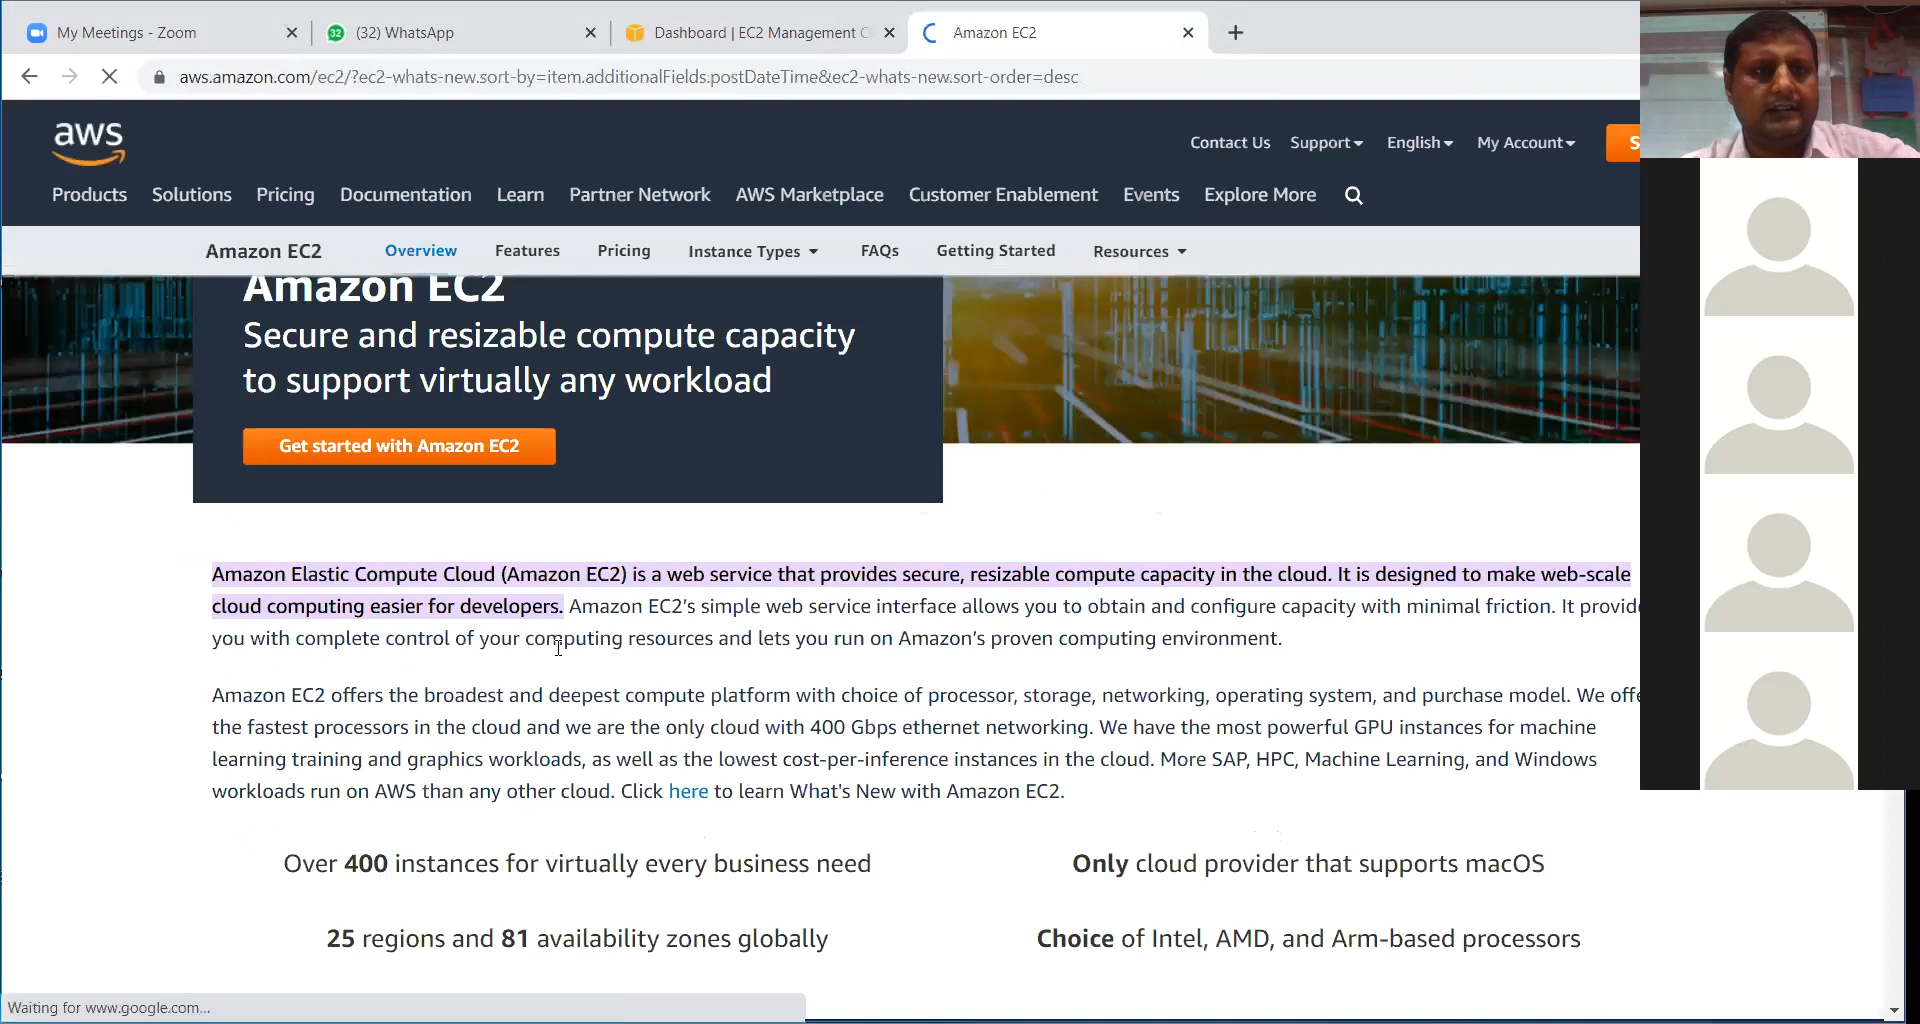 My Meetings - Zoom
32
(32) WhatsApp
Dashboard | EC2 Management C
Amazon EC2
aws.amazon.com/ec2/?ec2-whats-new.sort-by=item.additionalFields.postDateTime&ec2-whats-new.sort-order=desc
aws
Contact Us Support English My Account S
Products Solutions Pricing Documentation Learn Partner Network AWS Marketplace Customer Enablement Events Explore More
Amazon EC2 Overview Features Pricing Instance Types FAQs Getting Started Resources
Amazon EC2
Secure and resizable compute capacity
to support virtually any workload
Get started with Amazon EC2
Amazon Elastic Compute Cloud (Amazon EC2) is a web service that provides secure, resizable compute capacity in the cloud. It is designed to make web-scale
cloud computing easier for developers. Amazon EC2’s simple web service interface allows you to obtain and configure capacity with minimal friction. It provide
you with complete control of your computing resources and lets you run on Amazon’s proven computing environment.
Amazon EC2 offers the broadest and deepest compute platform with choice of processor, storage, networking, operating system, and purchase model. We offe
the fastest processors in the cloud and we are the only cloud with 400 Gbps ethernet networking. We have the most powerful GPU instances for machine
learning training and graphics workloads, as well as the lowest cost-per-inference instances in the cloud. More SAP, HPC, Machine Learning, and Windows
workloads run on AWS than any other cloud. Click here to learn What's New with Amazon EC2.
Over 400 instances for virtually every business need
Only cloud provider that supports macOS
25 regions and 81 availability zones globally
Choice of Intel, AMD, and Arm-based processors
Waiting for www.google.com...